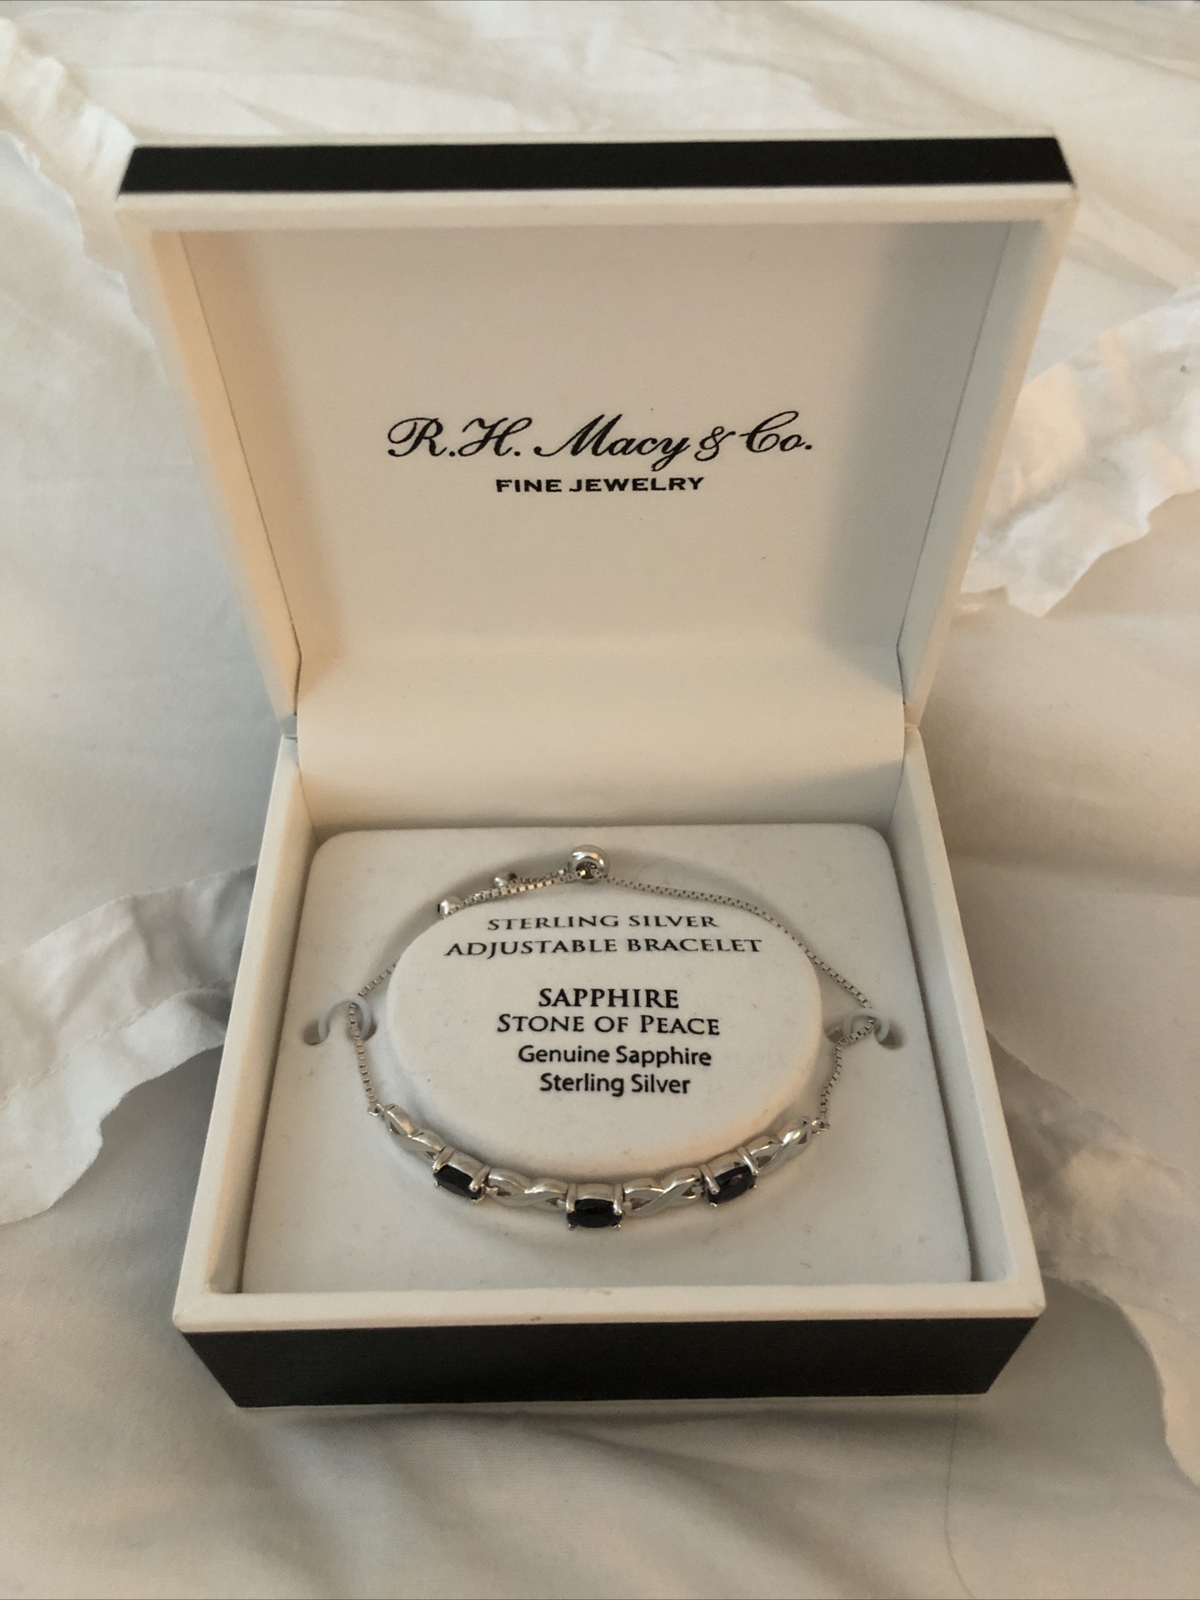 R.H. Macy & Co.
FINE JEWELRY
STERLING SILVER
ADJUSTABLE BRACELET
SAPPHIRE
STONE OF PEACE
Genuine Sapphire
Sterling Silver